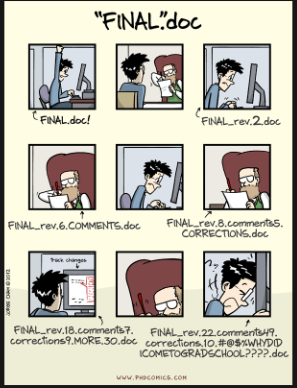 "FINAL".doc
FINAL.doc!
FINAL_rev.2.doc
FINAL_rev.6.COMMENTS.doc
FINAL_rev.8.comments5.
CORRECTIONS.doc
Track changes
FINAL_rev.18.comments7.
corrections9.MORE.30.doc
FINAL_rev.22.comments49.
corrections.10.#@$%WHYDID
ICOMETOGRADSCHOOL????.doc
JORGE CHAM © 2012
WWW.PHDCOMICS.COM